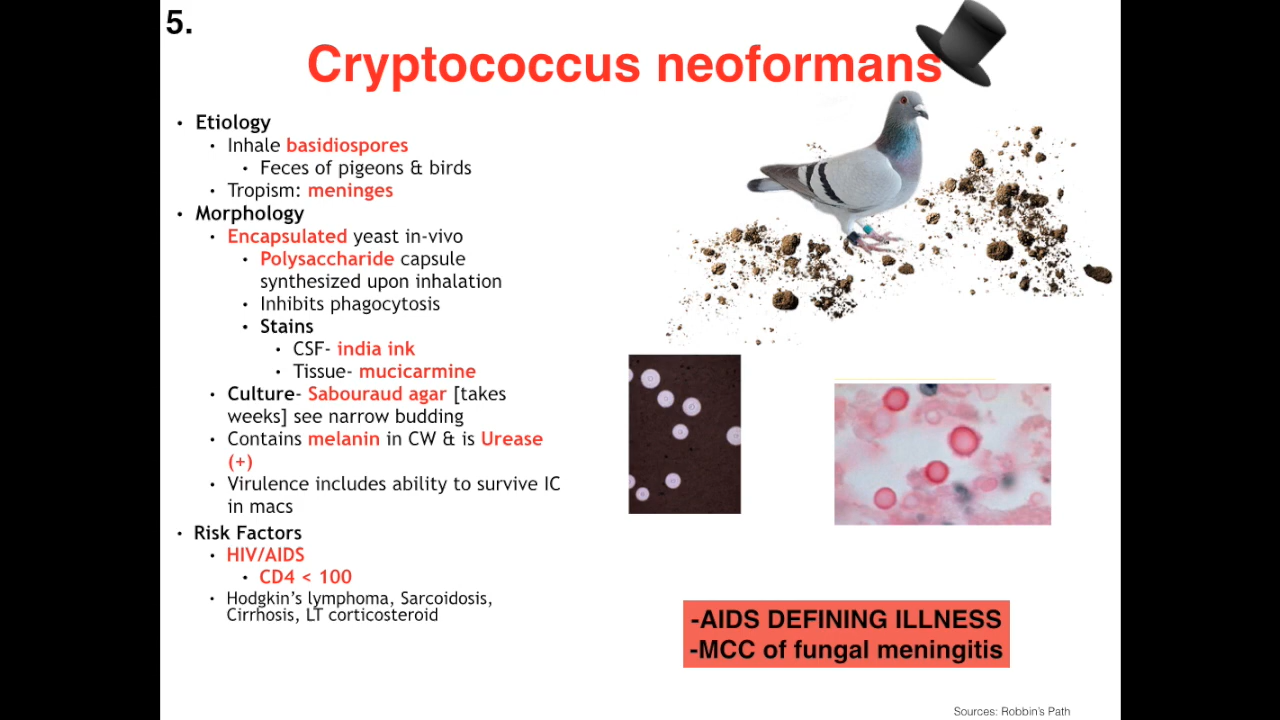 5.
Cryptococcus neoformans
• Etiology
• Inhale basidiospores
• Feces of pigeons & birds
• Tropism: meninges
• Morphology
• Encapsulated yeast in-vivo
• Polysaccharide capsule
synthesized upon inhalation
• Inhibits phagocytosis
• Stains
• CSF- india ink
• Tissue- mucicarmine
• Culture- Sabouraud agar [takes
weeks] see narrow budding
• Contains melanin in CW & is Urease
(+)
• Virulence includes ability to survive IC
in macs
• Risk Factors
• HIV/AIDS
• CD4 < 100
• Hodgkin's lymphoma, Sarcoidosis,
Cirrhosis, LT corticosteroid
-AIDS DEFINING ILLNESS
-MCC of fungal meningitis
Sources: Robbin's Path